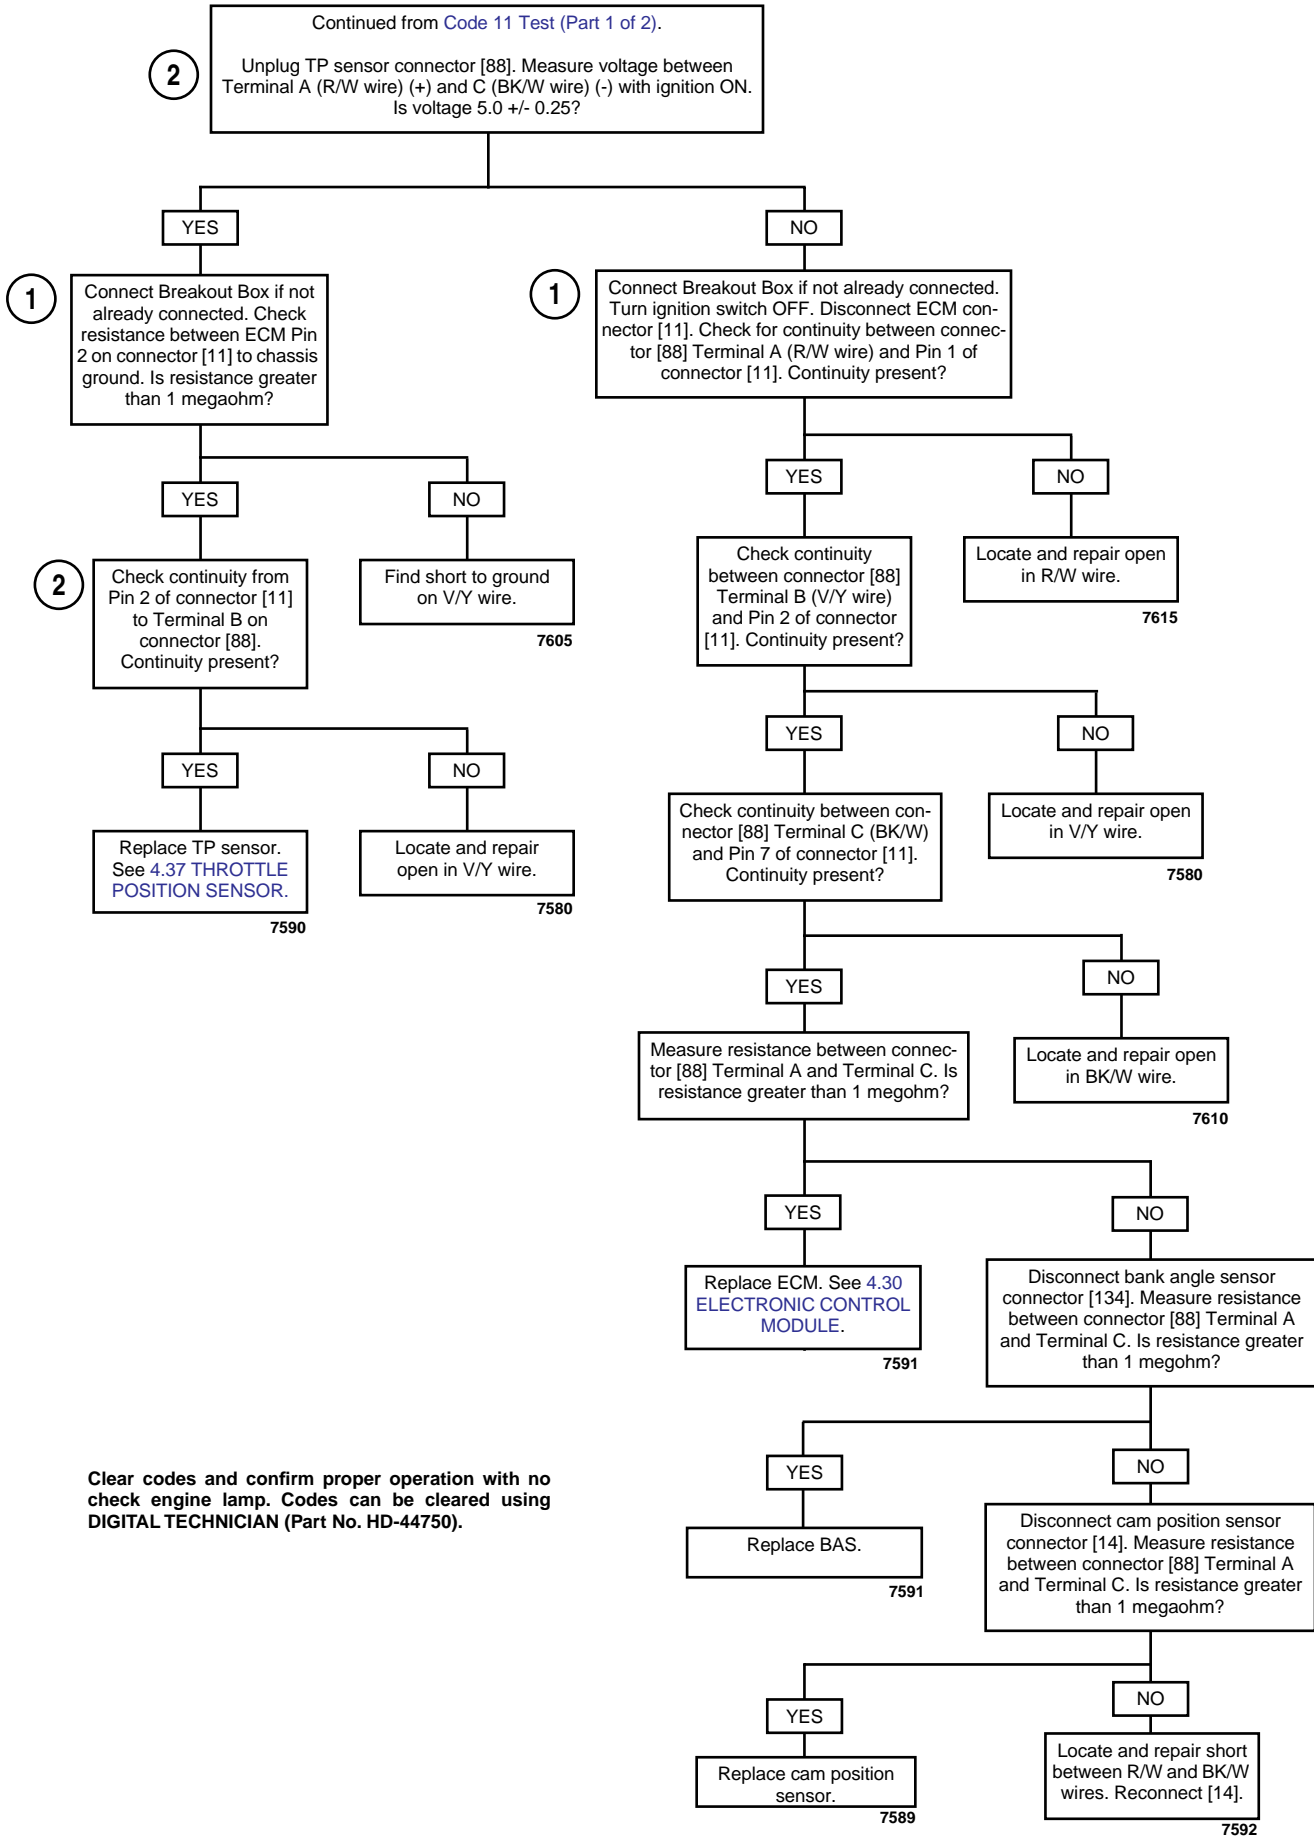 Continued from Code 11 Test (Part 1 of 2).
2
Unplug TP sensor connector [88]. Measure voltage between
Terminal A (R/W wire) (+) and C (BK/W wire) (-) with ignition ON.
Is voltage 5.0 +/- 0.25?
YES
NO
1
Connect Breakout Box if not
already connected. Check
resistance between ECM Pin
2 on connector [11] to chassis
ground. Is resistance greater
than 1 megaohm?
1
Connect Breakout Box if not already connected.
Turn ignition switch OFF. Disconnect ECM con-
nector [11]. Check for continuity between connec-
tor [88] Terminal A (R/W wire) and Pin 1 of
connector [11]. Continuity present?
YES
NO
YES
NO
2
Check continuity from
Pin 2 of connector [11]
to Terminal B on
connector [88].
Continuity present?
Find short to ground
on V/Y wire.
7605
Check continuity
between connector [88]
Terminal B (V/Y wire)
and Pin 2 of connector
[11]. Continuity present?
Locate and repair open
in R/W wire.
7615
YES
NO
YES
NO
Replace TP sensor.
See 4.37 THROTTLE
POSITION SENSOR.
7590
Locate and repair
open in V/Y wire.
7580
Check continuity between con-
nector [88] Terminal C (BK/W)
and Pin 7 of connector [11].
Continuity present?
Locate and repair open
in V/Y wire.
7580
YES
NO
Measure resistance between connec-
tor [88] Terminal A and Terminal C. Is
resistance greater than 1 megohm?
Locate and repair open
in BK/W wire.
7610
YES
NO
Replace ECM. See 4.30
ELECTRONIC CONTROL
MODULE.
7591
Disconnect bank angle sensor
connector [134]. Measure resistance
between connector [88] Terminal A
and Terminal C. Is resistance greater
than 1 megohm?
YES
NO
Clear codes and confirm proper operation with no
check engine lamp. Codes can be cleared using
DIGITAL TECHNICIAN (Part No. HD-44750).
Replace BAS.
7591
Disconnect cam position sensor
connector [14]. Measure resistance
between connector [88] Terminal A
and Terminal C. Is resistance greater
than 1 megaohm?
YES
NO
Replace cam position
sensor.
7589
Locate and repair short
between R/W and BK/W
wires. Reconnect [14].
7592